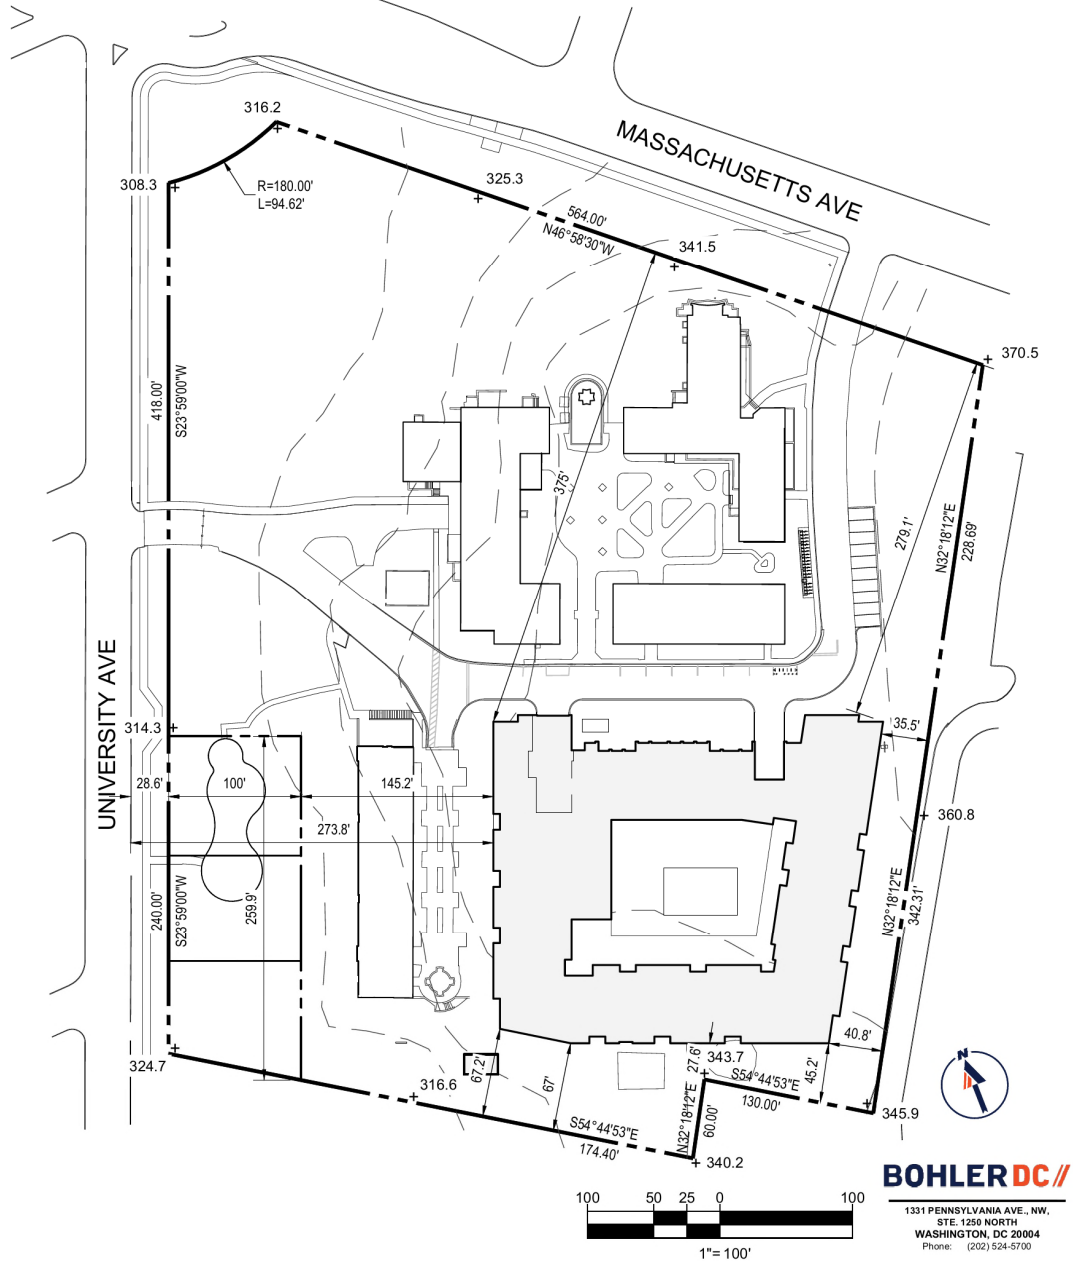 316.2
MASSACHUSETTS AVE
308.3
R=180.00'
L=94.62'
325.3
564.00'
N46°58'30"W
341.5
370.5
418.00'
S23°59'00"W
375'
279.1'
N32°18'12"E
228.69'
UNIVERSITY AVE
314.3
35.5'
28.6'
100'
145.2'
273.8'
360.8
240.00'
S23°59'00"W
259.9'
N32°18'12"E
342.31'
40.8'
324.7
316.6
67.2'
67'
27.6'
343.7
45.2'
S54°44'53"E
130.00'
N32°18'12"E
60.00'
S54°44'53"E
174.40'
340.2
345.9
N
BOHLER DC//
1331 PENNSYLVANIA AVE., NW,
STE. 1250 NORTH
WASHINGTON, DC 20004
Phone: (202) 524-5700
100 50 25 0 100
1"= 100'